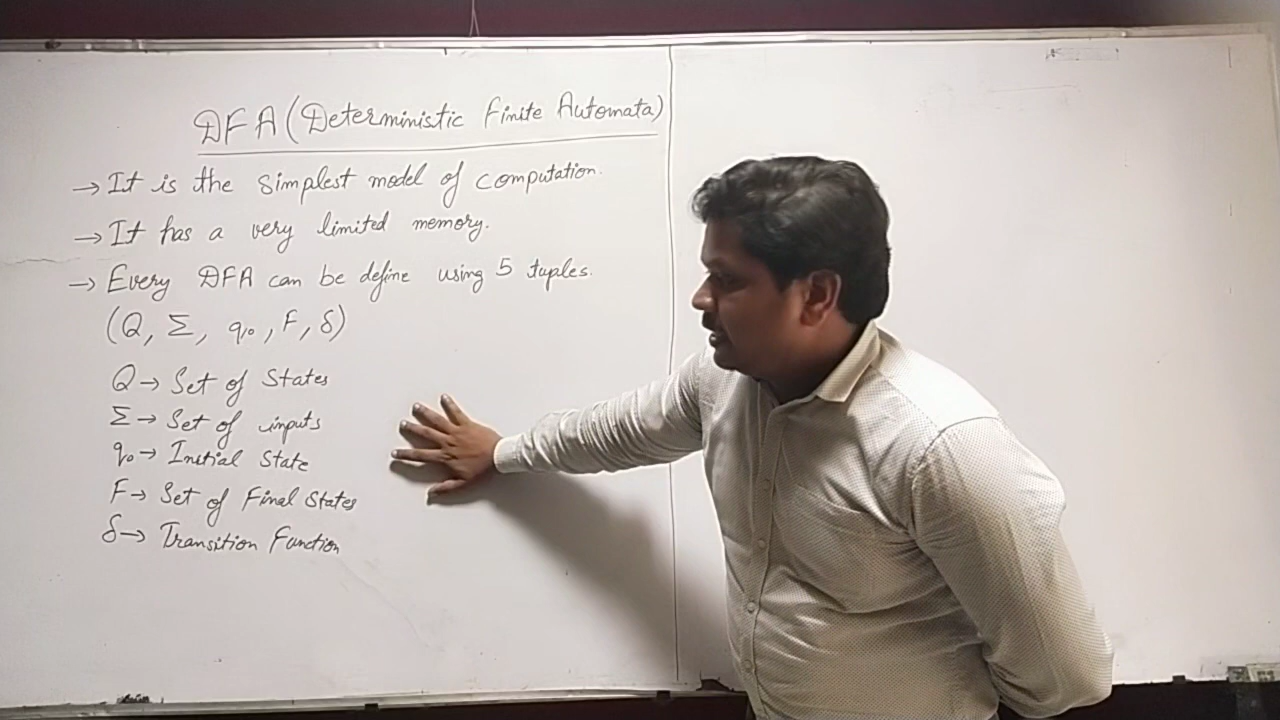 DFA (Deterministic Finite Automata)
→ It is the simplest model of computation.
→ It has a very limited memory.
→ Every DFA can be define using 5 tuples.
(Q, Σ, q₀, F, δ)
Q → Set of States
Σ → Set of inputs
q₀ → Initial State
F → Set of Final States
δ → Transition Function